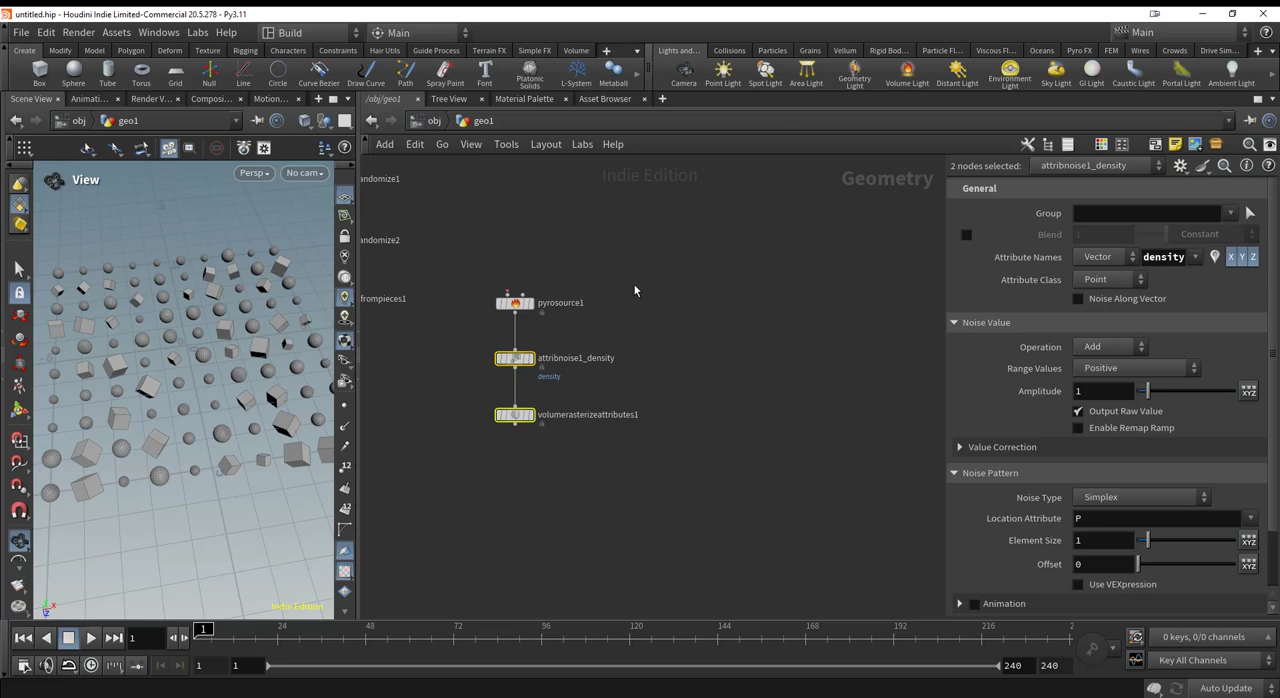 untitled.hip - Houdini Indie Limited-Commercial 20.5.278 - Py3.11
File Edit Render Assets Windows Labs Help Build Main Main
Create Modify Model Polygon Deform Texture Rigging Characters Constraints Hair Utils Guide Process Terrain FX Simple FX Volume Lights and... Collisions Particles Grains Vellum Rigid Bod... Particle Fl... Viscous Fl... Oceans Pyro FX FEM Wires Crowds Drive Sim...
Box Sphere Tube Torus Grid Null Line Circle Curve Bezier Draw Curve Path Spray Paint Font Platonic Solids L-System Metaball Camera Point Light Spot Light Area Light Geometry Light Volume Light Distant Light Environment Light Sky Light GI Light Caustic Light Portal Light Ambient Light
Scene View Animati... Render V... Composi... Motion... /obj/geo1 Tree View Material Palette Asset Browser
obj geo1 obj geo1
Add Edit Go View Tools Layout Labs Help
View Persp No cam
Indie Edition
Geometry
andomize1
andomize2
frompieces1
pyrosource1
attribnoise1_density
density
volumerasterizeattributes1
2 nodes selected: attribnoise1_density
General
Group
Blend 1 Constant
Attribute Names Vector density X Y Z
Attribute Class Point
Noise Along Vector
Noise Value
Operation Add
Range Values Positive
Amplitude 1 XYZ
Output Raw Value
Enable Remap Ramp
Value Correction
Noise Pattern
Noise Type Simplex
Location Attribute P
Element Size 1 XYZ
Offset 0 XYZ
Use VEXpression
Animation
Indie Edition
12
12
1 1 24 48 72 96 120 144 168 192 216 2
0 keys, 0/0 channels
1 1 240 240 Key All Channels
Auto Update